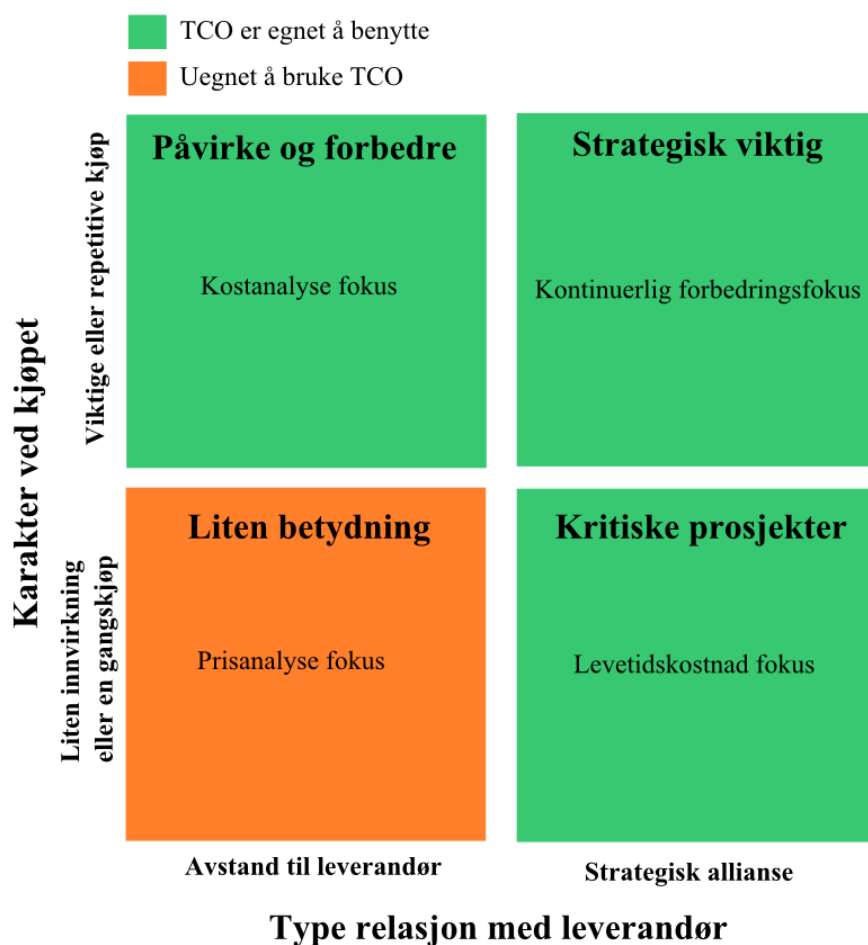 TCO er egnet å benytte
Uegnet å bruke TCO
Påvirke og forbedre
Strategisk viktig
Kostanalyse fokus
Kontinuerlig forbedringsfokus
Karakter ved kjøpet
Viktige eller repetitive kjøp
Liten innvirkning
eller en gangskjøp
Liten betydning
Kritiske prosjekter
Prisanalyse fokus
Levetidskostnad fokus
Avstand til leverandør
Strategisk allianse
Type relasjon med leverandør